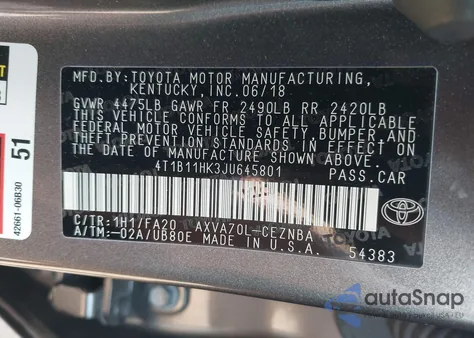 MFD.BY:TOYOTA MOTOR MANUFACTURING,
KENTUCKY, INC.06/18
GVWR 4475LB GAWR FR 2490LB RR 2420LB
THIS VEHICLE CONFORMS TO ALL APPLICABLE
FEDERAL MOTOR VEHICLE SAFETY, BUMPER, AND
THEFT PREVENTION STANDARDS IN EFFECT ON
THE DATE OF MANUFACTURE SHOWN ABOVE.
4T1B11HK3JU645801 PASS.CAR
C/TR:1H1/FA20 AXVA70L-CEZNBA
A/TM:-02A/UB80E MADE IN U.S.A.
54383
TOYOTA
51
42661-06B30
autoSnap